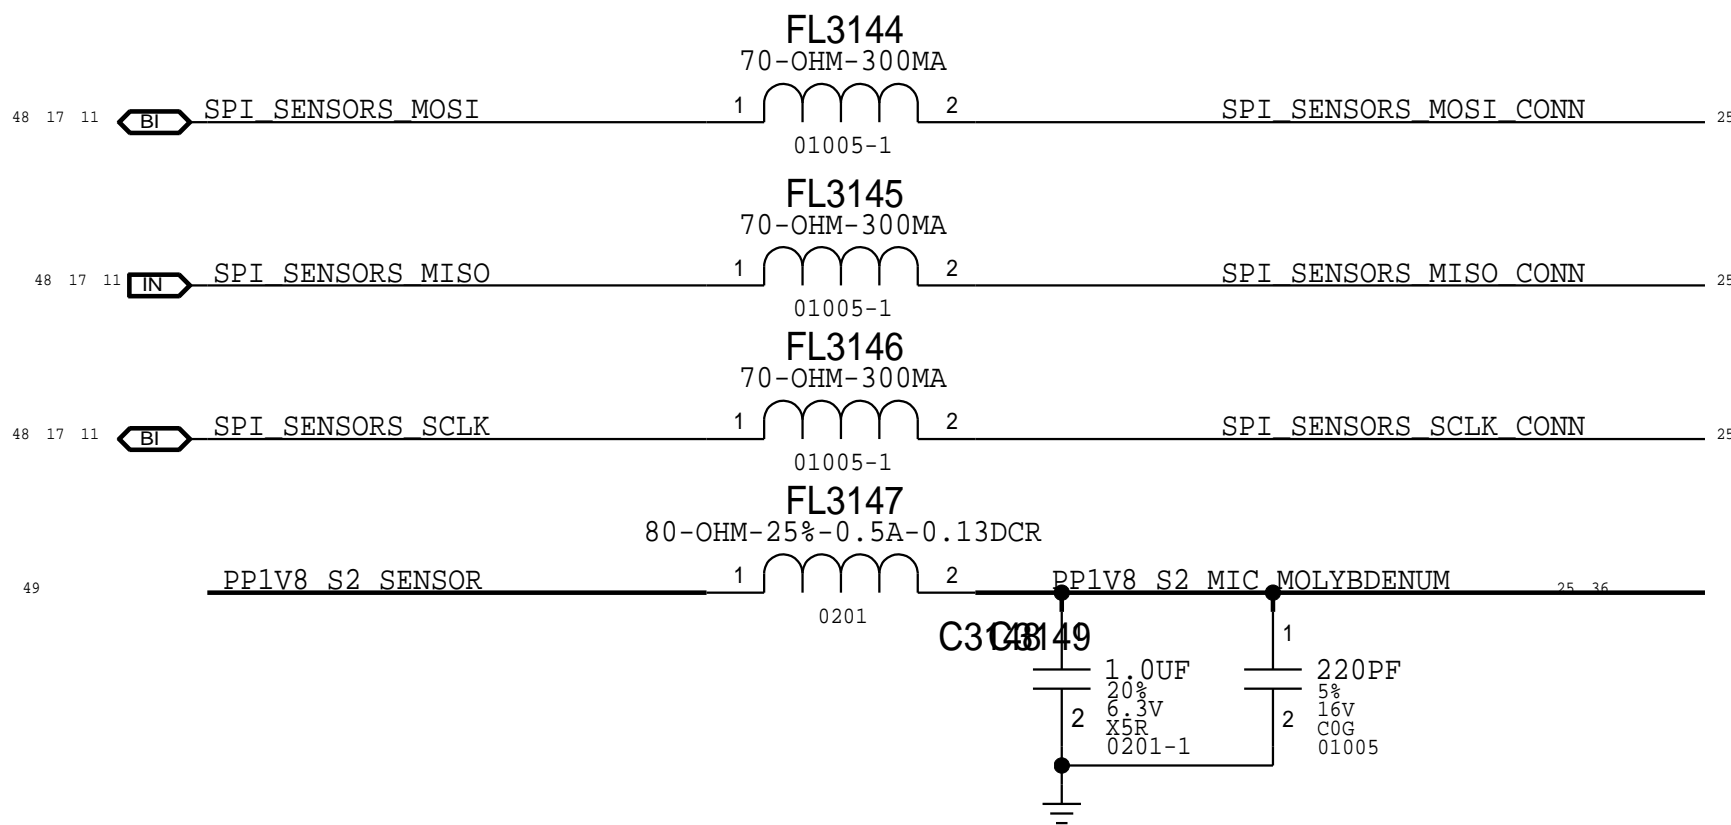 FL3144
70-OHM-300MA
48 17 11 BI SPI_SENSORS_MOSI 1 2 SPI_SENSORS_MOSI_CONN 25
01005-1
FL3145
70-OHM-300MA
48 17 11 IN SPI_SENSORS_MISO 1 2 SPI_SENSORS_MISO_CONN 25
01005-1
FL3146
70-OHM-300MA
48 17 11 BI SPI_SENSORS_SCLK 1 2 SPI_SENSORS_SCLK_CONN 25
01005-1
FL3147
80-OHM-25%-0.5A-0.13DCR
49 PP1V8_S2_SENSOR 1 2 PP1V8_S2_MIC_MOLYBDENUM 25 36
0201
C3148 C3149 1 1
1.0UF 220PF
20% 5%
6.3V 16V
2 2
X5R C0G
0201-1 01005